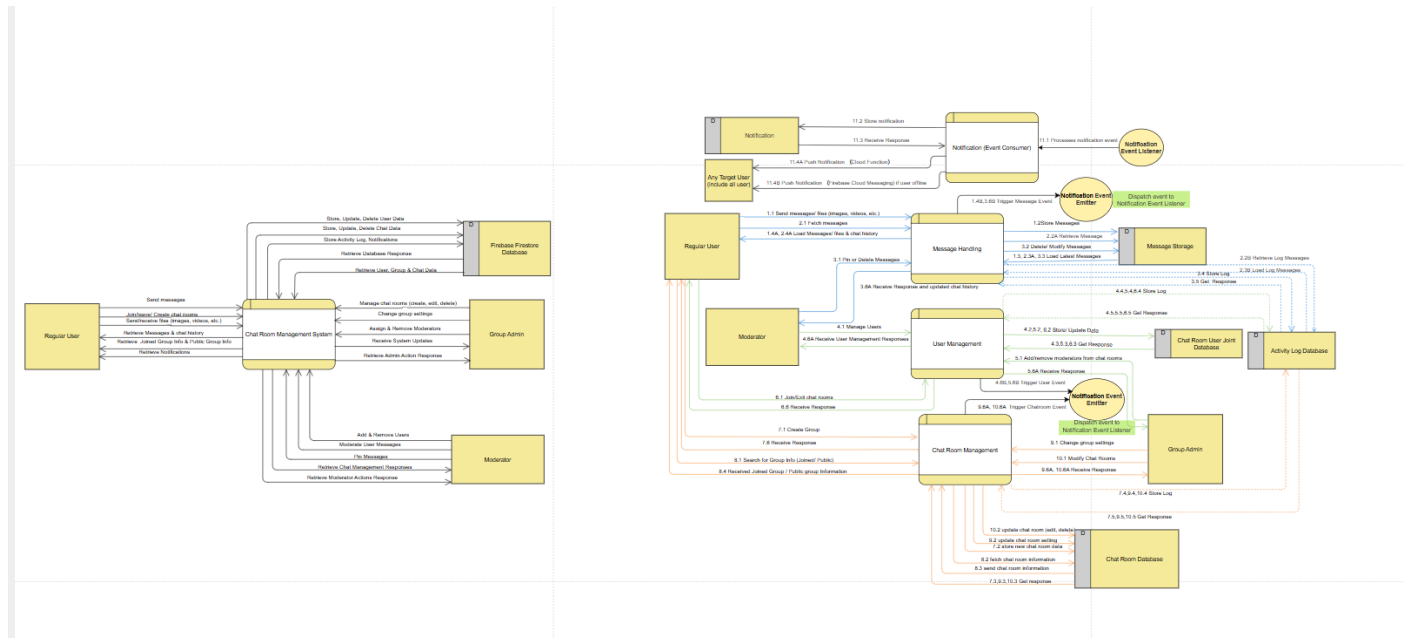 Store, Update, Delete User Data
Store, Update, Delete Chat Data
Store Activity Log, Notifications
Retrieve Database Response
Retrieve User, Group & Chat Data
D
Firebase Firestore
Database
Regular User
Send messages
Join/leave/ Create chat rooms
Send/receive files (images, videos, etc.)
Retrieve Messages & chat history
Retrieve Joined Group Info & Public Group Info
Retrieve Notifications
Chat Room Management System
Manage chat rooms (create, edit, delete)
Change group settings
Assign & Remove Moderators
Receive System Updates
Retrieve Admin Action Response
Group Admin
Add & Remove Users
Moderate User Messages
Pin Messages
Retrieve Chat Management Responses
Retrieve Moderator Actions Response
Moderator
D
Notification
11.2 Store notification
11.3 Receive Response
Notification (Event Consumer)
11.1 Processes notification event
Notification
Event Listener
Any Target User
(include all user)
11.4A Push Notification (Cloud Function)
11.4B Push Notification (Firebase Cloud Messaging) if user offline
1.4B,3.6B Trigger Message Event
Notification Event
Emitter
Dispatch event to
Notification Event Listener
Regular User
1.1 Send messages/ files (images, videos, etc.)
2.1 Fetch messages
1.4A, 2.4A Load Messages/ files & chat history
Message Handling
1.2Store Messages
2.2A Retrieve Message
3.2 Delete/ Modify Messages
1.3, 2.3A, 3.3 Load Latest Messages
D
Message Storage
2.2B Retrieve Log Messages
2.3B Load Log Messages
3.4 Store Log
3.5 Get Response
3.1 Pin or Delete Messages
3.6A Receive Response and updated chat history
Moderator
4.1 Manage Users
4.6A Receive User Management Responses
User Management
4.4,5.4,6.4 Store Log
4.5,5.5,6.5 Get Response
4.2,5.2, 6.2 Store/ Update Data
4.3,5.3,6.3 Get Response
D
Chat Room User Joint
Database
D
Activity Log Database
5.1 Add/remove moderators from chat rooms
5.6A Receive Response
4.6B,5.6B Trigger User Event
6.1 Join/Exit chat rooms
6.6 Receive Response
Notification Event
Emitter
9.6A, 10.6A Trigger Chatroom Event
Dispatch event to
Notification Event Listener
7.1 Create Group
7.6 Receive Response
8.1 Search for Group Info (Joined/ Public)
8.4 Received Joined Group / Public group Information
Chat Room Management
9.1 Change group settings
10.1 Modify Chat Rooms
9.6A, 10.6A Receive Response
Group Admin
7.4,9.4,10.4 Store Log
7.5,9.5,10.5 Get Response
10.2 update chat room (edit, delete)
9.2 update chat room setting
7.2 store new chat room data
8.2 fetch chat room information
8.3 send chat room information
7.3,9.3,10.3 Get response
D
Chat Room Database